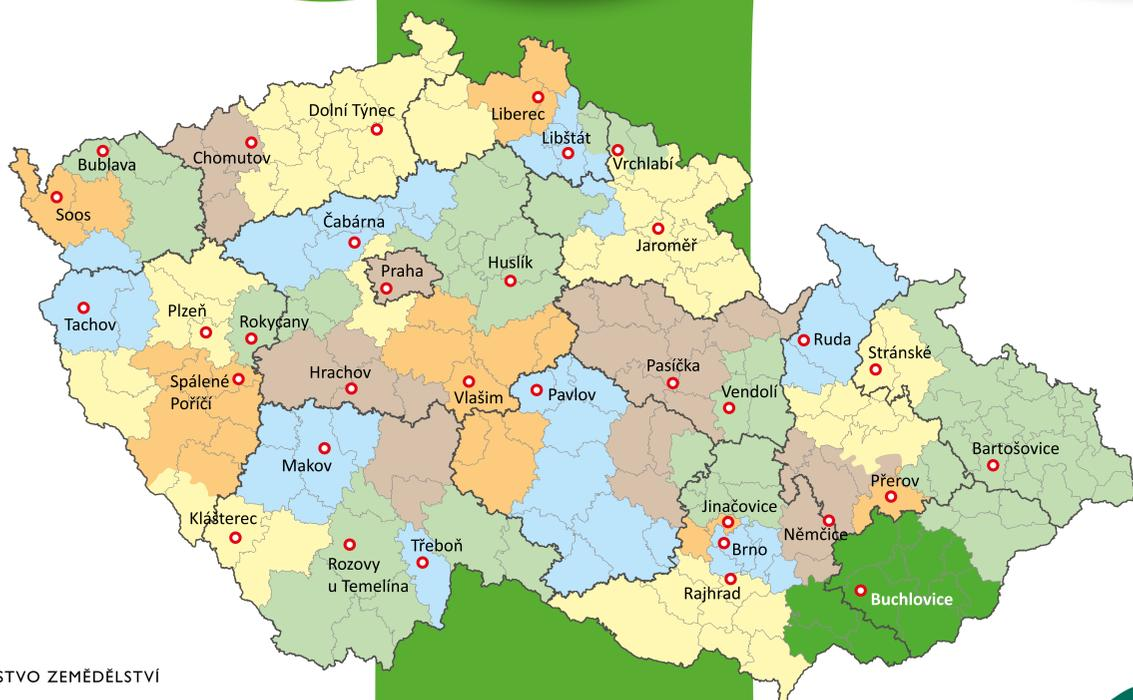 Dolní Týnec
Liberec
Libštát
Vrchlabí
Chomutov
Bublava
Soos
Čabárna
Jaroměř
Huslík
Praha
Plzeň
Tachov
Rokycany
Ruda
Stránské
Pasíčka
Hrachov
Spálené
Poříčí
Vlašim
Pavlov
Vendolí
Bartošovice
Makov
Přerov
Jinačovice
Klášterec
Němčice
Třeboň
Brno
Rozovy
u Temelína
Rajhrad
Buchlovice
STVO ZEMĚDĚLSTVÍ